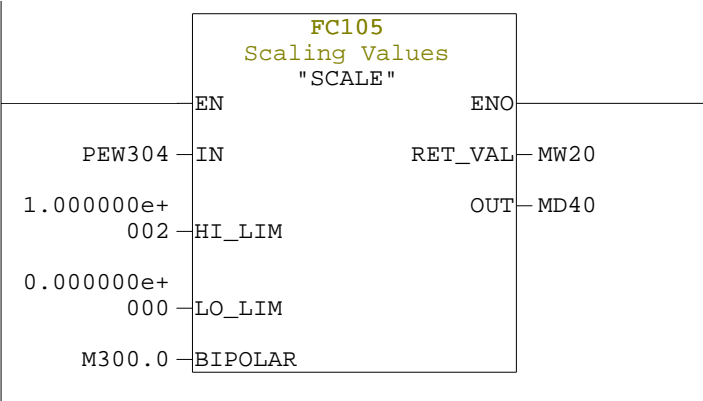 FC105
Scaling Values
"SCALE"
EN ENO
PEW304 IN RET_VAL MW20
1.000000e+ OUT MD40
002 HI_LIM
0.000000e+
000 LO_LIM
M300.0 BIPOLAR